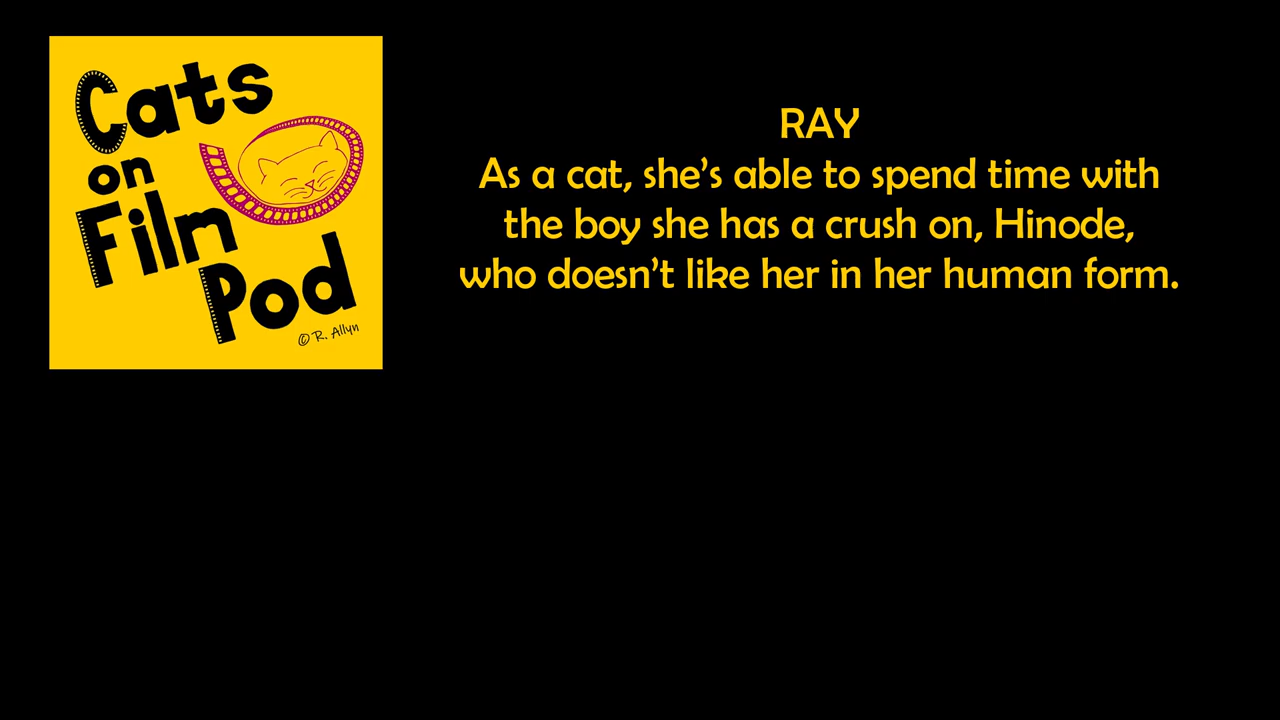 Cats
on
Film
Pod
© R. Allyn
RAY
As a cat, she’s able to spend time with
the boy she has a crush on, Hinode,
who doesn’t like her in her human form.